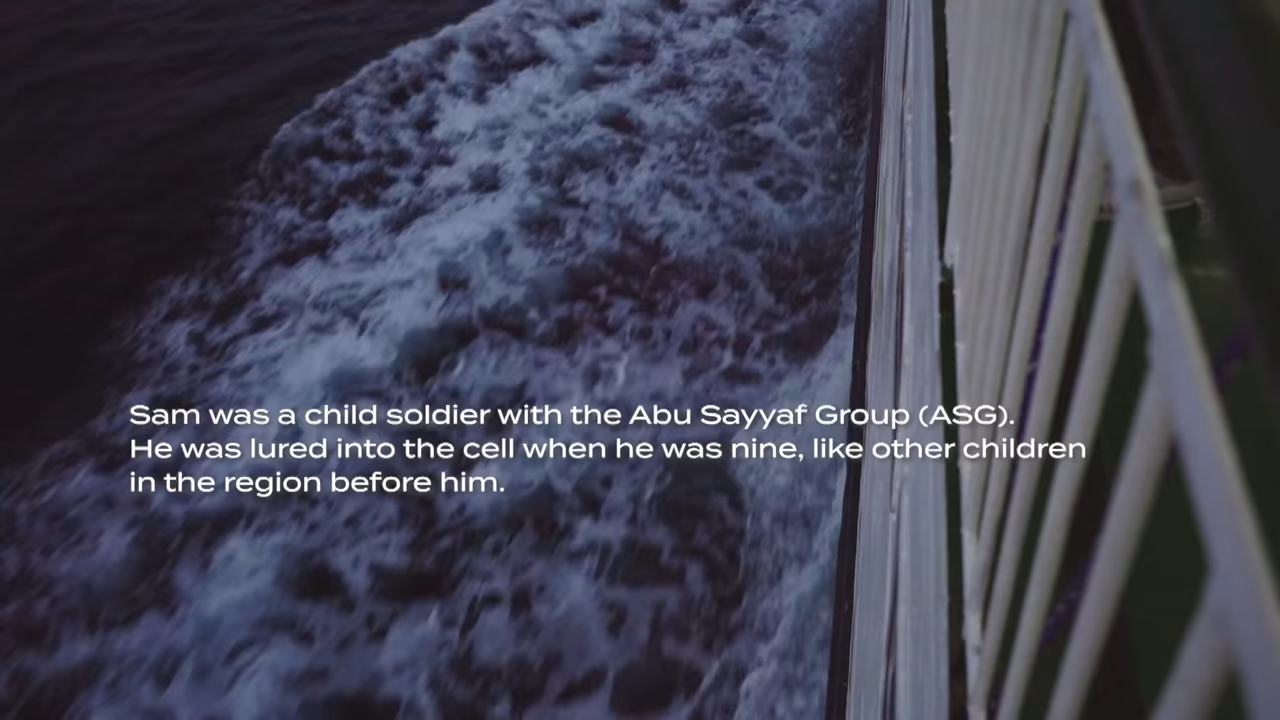 Sam was a child soldier with the Abu Sayyaf Group (ASG).
He was lured into the cell when he was nine, like other children
in the region before him.